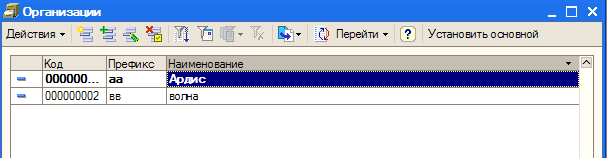 Организации
Действия Перейти ? Установить основной
Код Префикс Наименование
000000... аа Ардис
000000002 вв волна